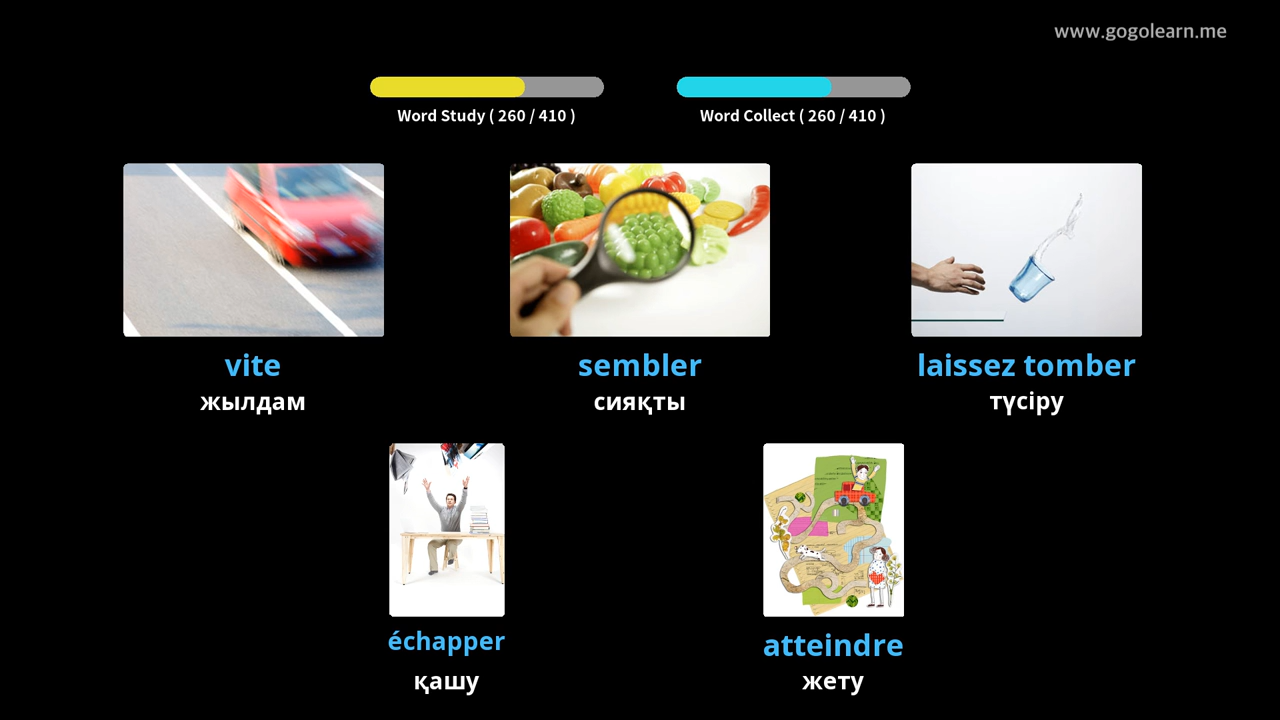 www.gogolearn.me
Word Study ( 260 / 410 )
Word Collect ( 260 / 410 )
vite
жылдам
sembler
сияқты
laissez tomber
түсіру
échapper
қашу
atteindre
жету